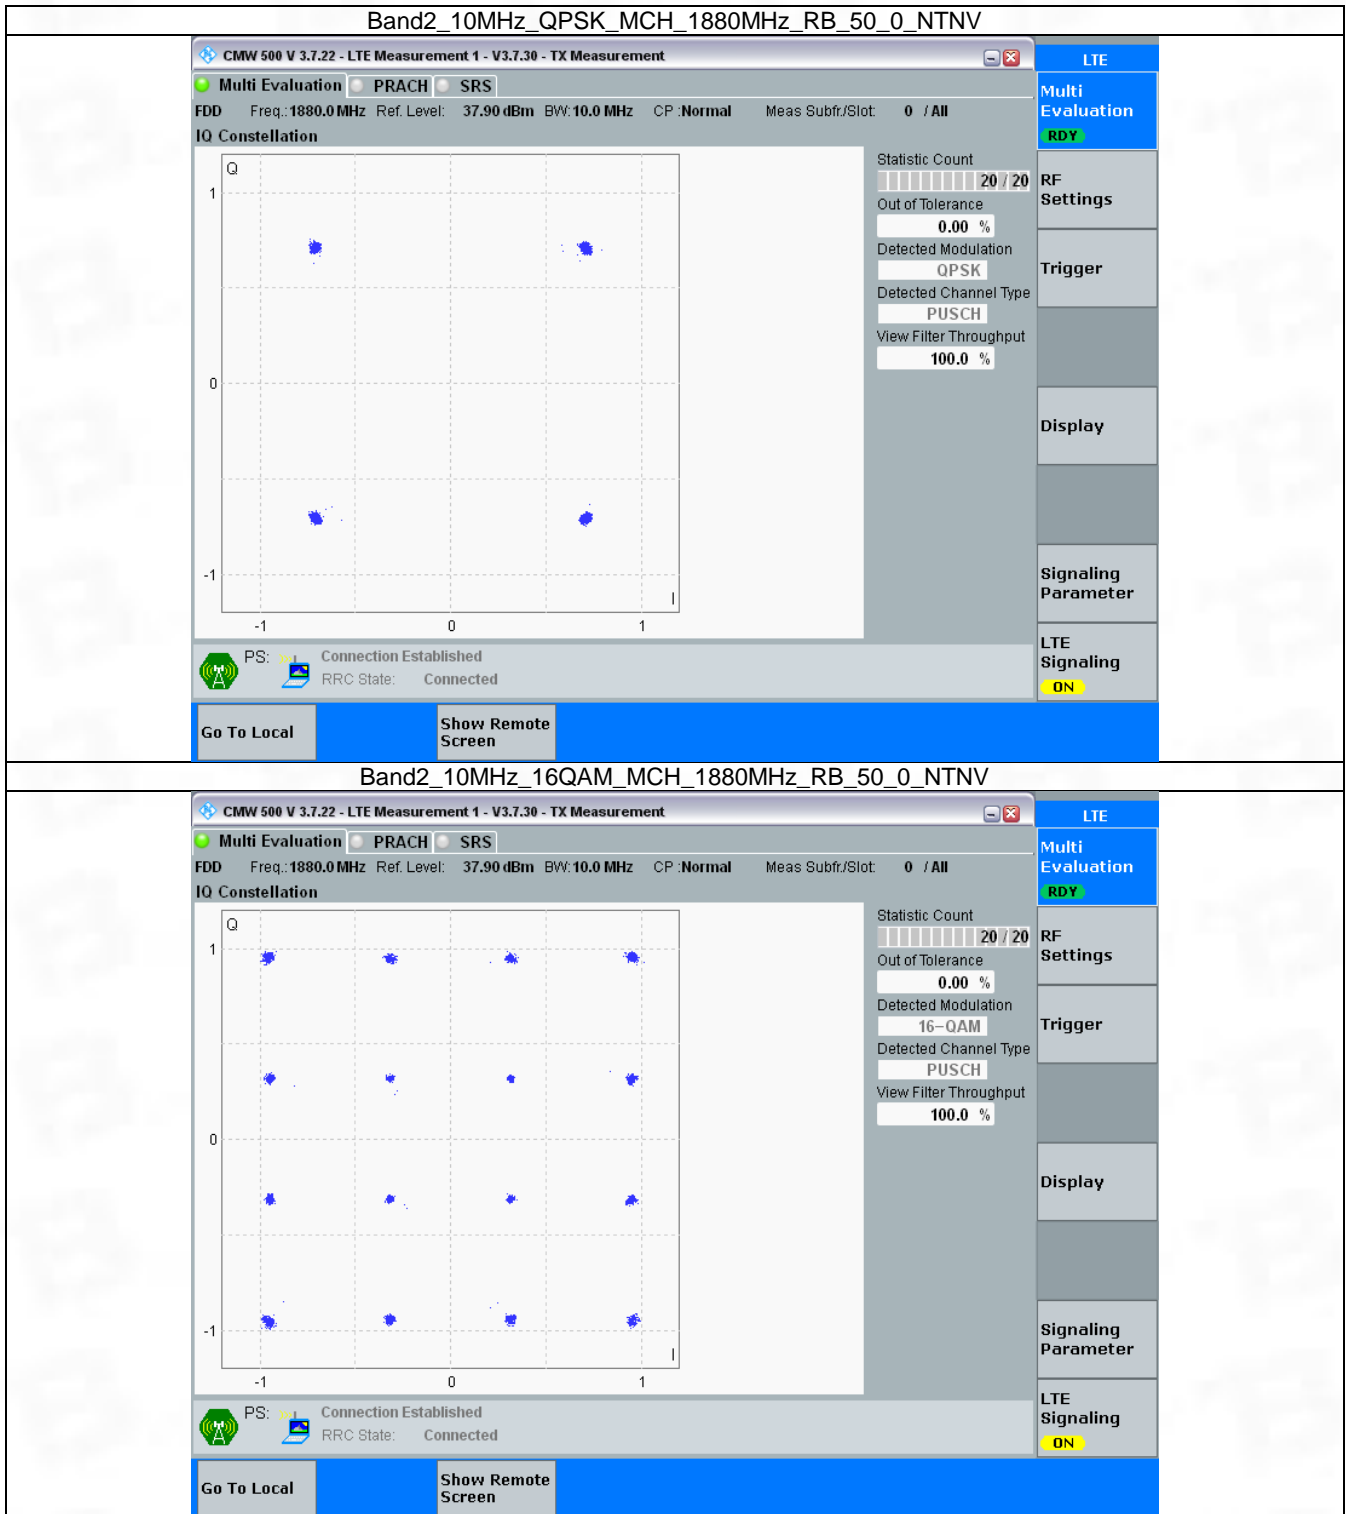 Band2_10MHz_QPSK_MCH_1880MHz_RB_50_0_NTNV
CMW 500 V 3.7.22 - LTE Measurement 1 - V3.7.30 - TX Measurement
LTE
Multi Evaluation PRACH SRS
Multi
Evaluation
RDY
FDD Freq.: 1880.0 MHz Ref. Level: 37.90 dBm BW: 10.0 MHz CP : Normal Meas Subfr./Slot: 0 / All
IQ Constellation
Q
1
0
-1
I
-1 0 1
Statistic Count
20 / 20
Out of Tolerance
0.00 %
Detected Modulation
QPSK
Detected Channel Type
PUSCH
View Filter Throughput
100.0 %
RF
Settings
Trigger
Display
Signaling
Parameter
LTE
Signaling
ON
PS: Connection Established
RRC State: Connected
Go To Local
Show Remote
Screen
Band2_10MHz_16QAM_MCH_1880MHz_RB_50_0_NTNV
CMW 500 V 3.7.22 - LTE Measurement 1 - V3.7.30 - TX Measurement
LTE
Multi Evaluation PRACH SRS
Multi
Evaluation
RDY
FDD Freq.: 1880.0 MHz Ref. Level: 37.90 dBm BW: 10.0 MHz CP : Normal Meas Subfr./Slot: 0 / All
IQ Constellation
Q
1
0
-1
I
-1 0 1
Statistic Count
20 / 20
Out of Tolerance
0.00 %
Detected Modulation
16-QAM
Detected Channel Type
PUSCH
View Filter Throughput
100.0 %
RF
Settings
Trigger
Display
Signaling
Parameter
LTE
Signaling
ON
PS: Connection Established
RRC State: Connected
Go To Local
Show Remote
Screen